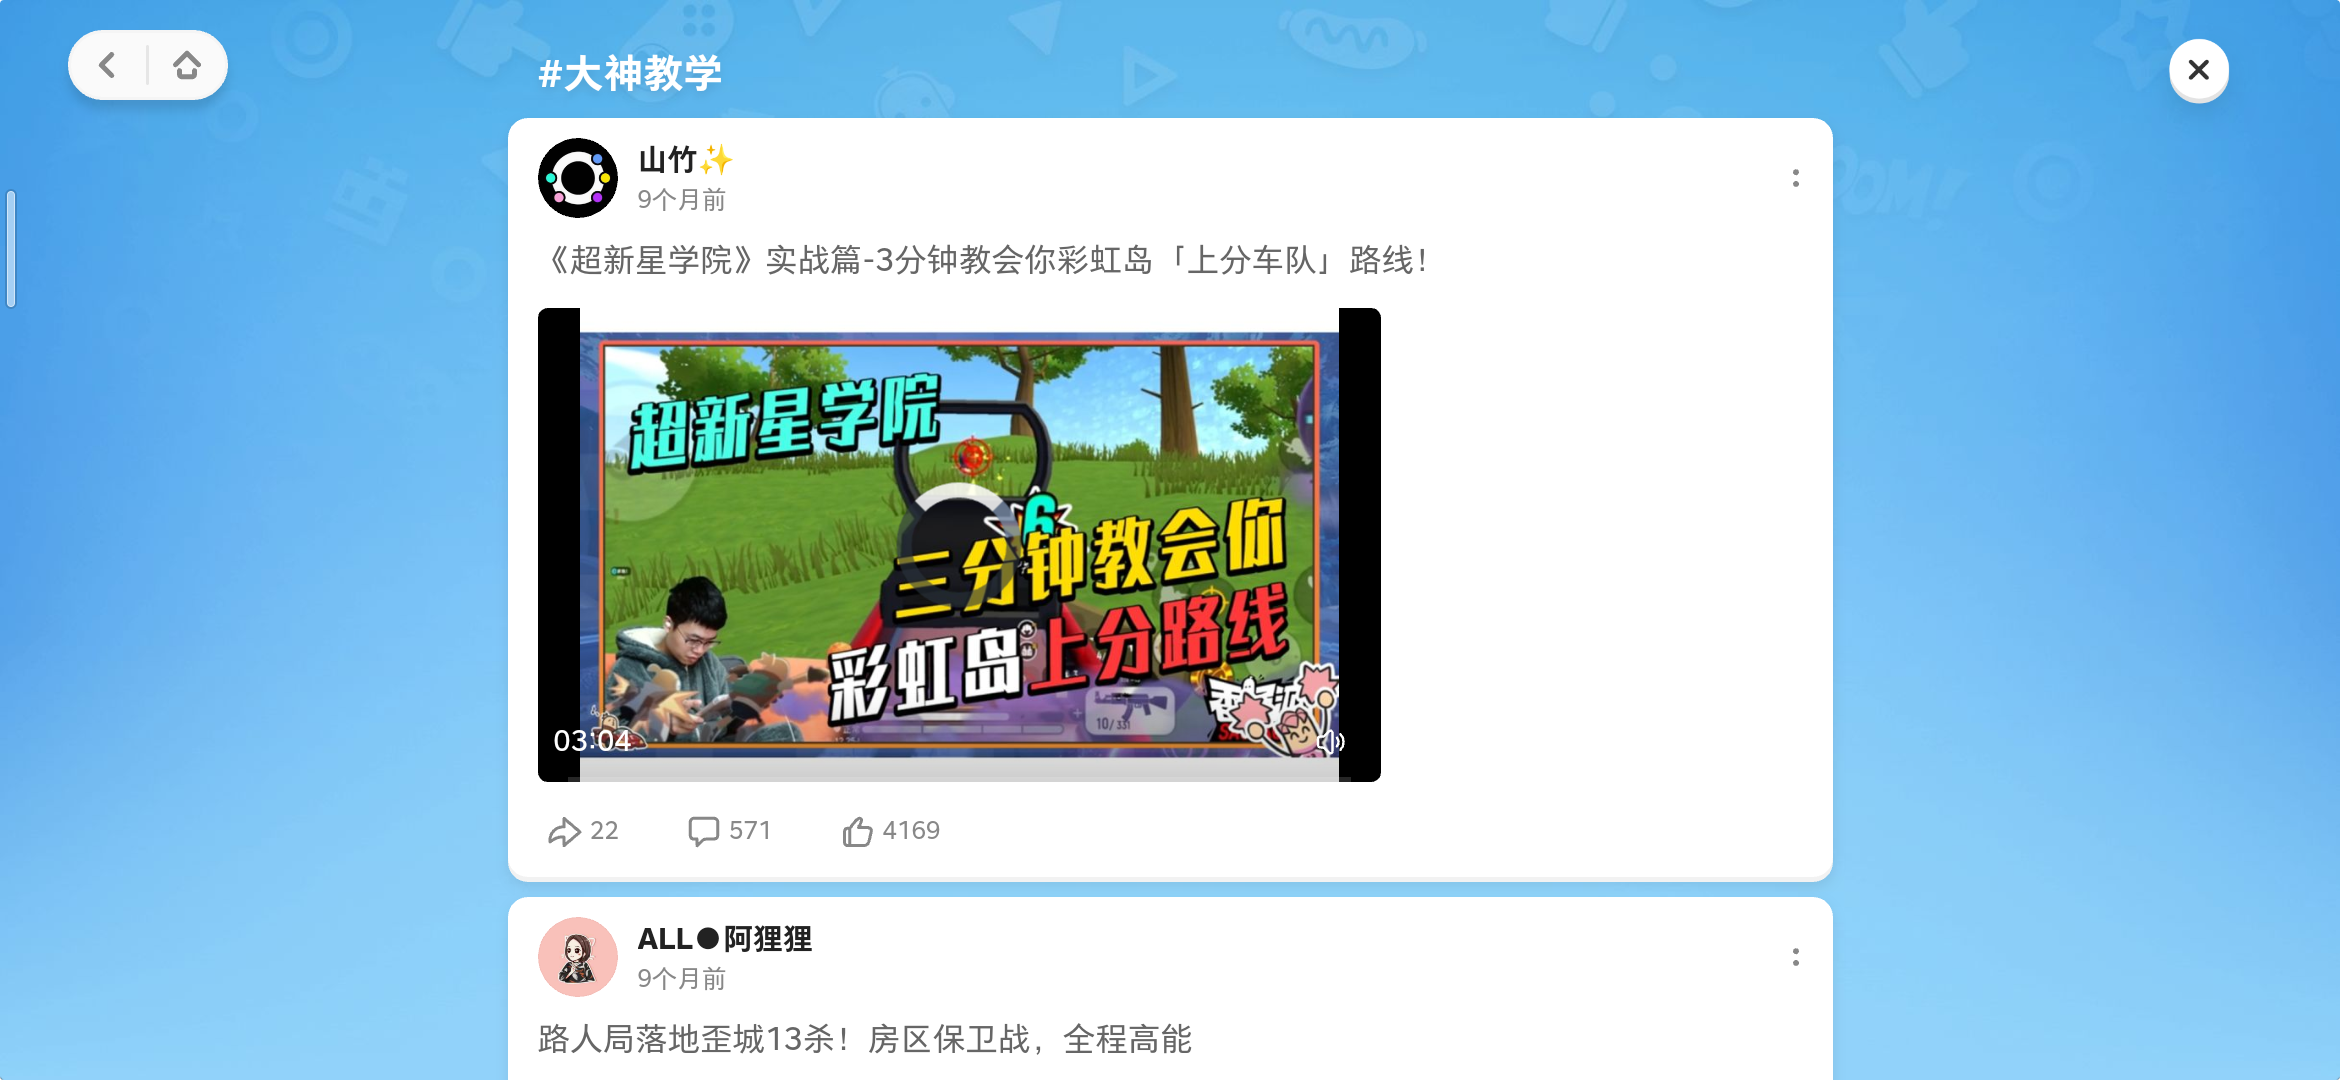 #大神教学
山竹✨
9个月前
《超新星学院》实战篇-3分钟教会你彩虹岛「上分车队」路线！
超新星学院
6
三分钟教会你
彩虹岛上分路线
10/331
03:04
22
571
4169
ALL●阿狸狸
9个月前
路人局落地歪城13杀！房区保卫战，全程高能